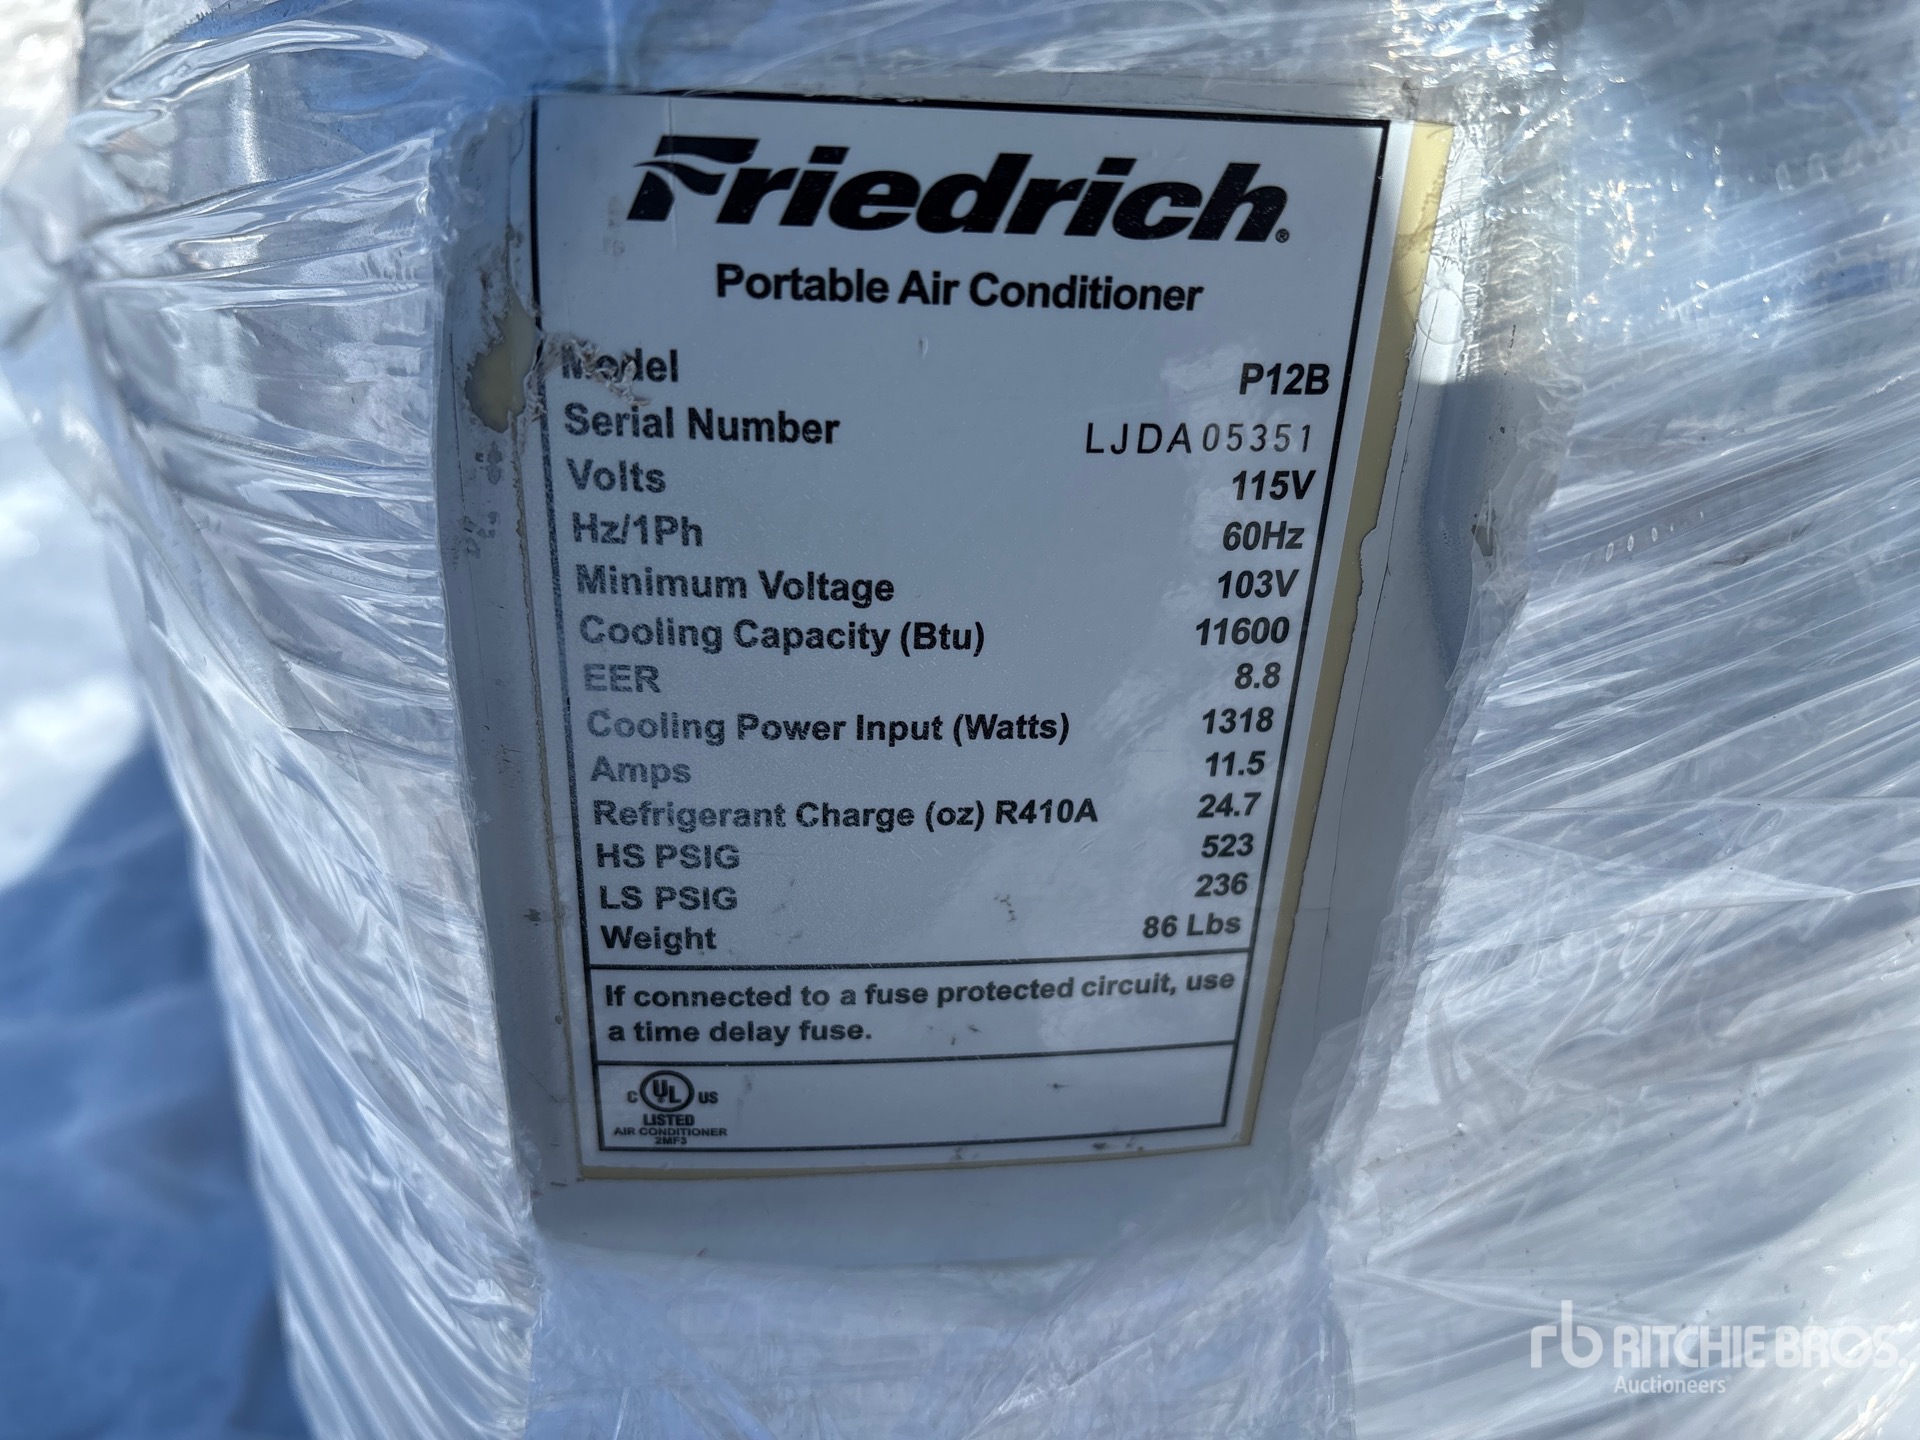 Friedrich®
Portable Air Conditioner
Model P12B
Serial Number LJDA05351
Volts 115V
Hz/1Ph 60Hz
Minimum Voltage 103V
Cooling Capacity (Btu) 11600
EER 8.8
Cooling Power Input (Watts) 1318
Amps 11.5
Refrigerant Charge (oz) R410A 24.7
HS PSIG 523
LS PSIG 236
Weight 86 Lbs
If connected to a fuse protected circuit, use
a time delay fuse.
C UL US
LISTED
AIR CONDITIONER
2MF3
rb RITCHIE BROS.
Auctioneers